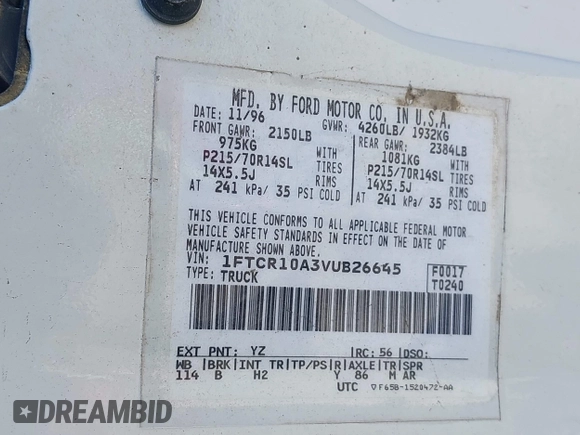 MFD. BY FORD MOTOR CO. IN U.S.A.
DATE: 11/96 GVWR: 4260LB/ 1932KG
FRONT GAWR: 2150LB REAR GAWR: 2384LB
975KG WITH 1081KG WITH
P215/70R14SL TIRES P215/70R14SL TIRES
14X5.5J RIMS 14X5.5J RIMS
AT 241 kPa/ 35 PSI COLD AT 241 kPa/ 35 PSI COLD
THIS VEHICLE CONFORMS TO ALL APPLICABLE FEDERAL MOTOR
VEHICLE SAFETY STANDARDS IN EFFECT ON THE DATE OF
MANUFACTURE SHOWN ABOVE.
VIN: 1FTCR10A3VUB26645 F0017
TYPE: TRUCK T0240
EXT PNT: YZ |RC: 56 |DSO:
WB |BRK|INT TR|TP/PS|R|AXLE|TR|SPR
114 B H2 Y 86 M AR
UTC ▽F65B-1520472-AA
DREAMBID